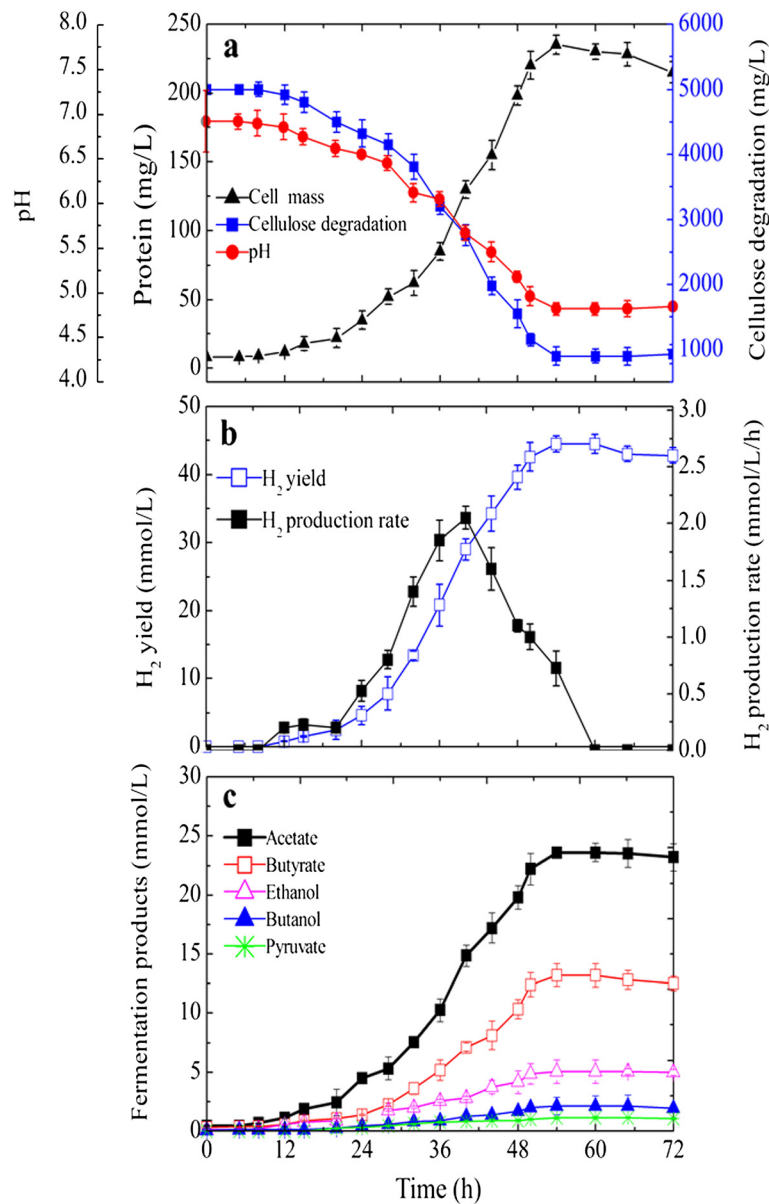 a
8.0
7.5
7.0
6.5
6.0
5.5
5.0
4.5
4.0
pH
250
200
150
100
50
0
Protein (mg/L)
Cell mass
Cellulose degradation
pH
6000
5000
4000
3000
2000
1000
Cellulose degradation (mg/L)
b
50
40
30
20
10
0
H2 yield (mmol/L)
H2 yield
H2 production rate
3.0
2.5
2.0
1.5
1.0
0.5
0.0
H2 production rate (mmol/L/h)
c
30
25
20
15
10
5
0
Fermentation products (mmol/L)
Acetate
Butyrate
Ethanol
Butanol
Pyruvate
0 12 24 36 48 60 72
Time (h)